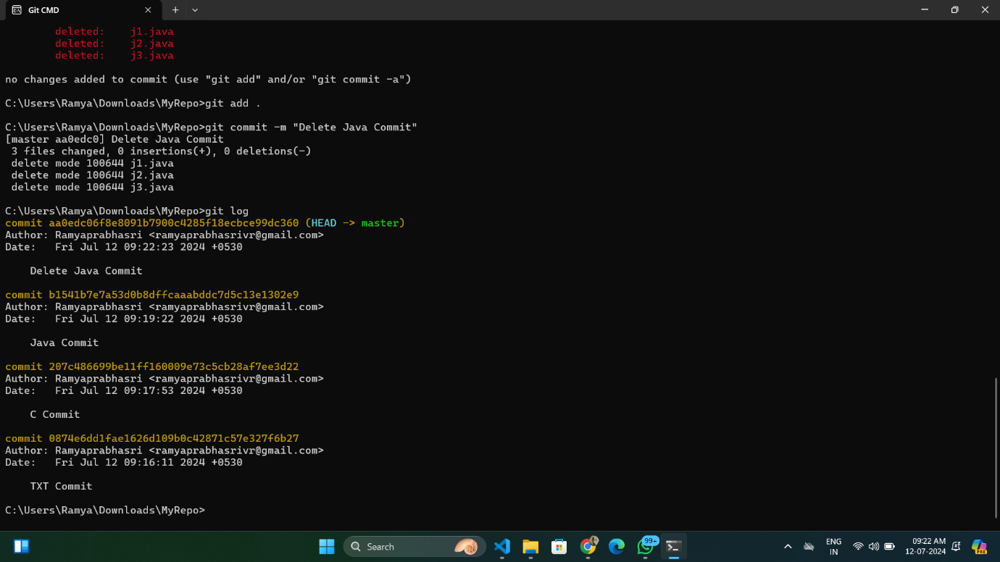 Git CMD
deleted:    j1.java
deleted:    j2.java
deleted:    j3.java
no changes added to commit (use "git add" and/or "git commit -a")
C:\Users\Ramya\Downloads\MyRepo>git add .
C:\Users\Ramya\Downloads\MyRepo>git commit -m "Delete Java Commit"
[master aa0edc0] Delete Java Commit
 3 files changed, 0 insertions(+), 0 deletions(-)
 delete mode 100644 j1.java
 delete mode 100644 j2.java
 delete mode 100644 j3.java
C:\Users\Ramya\Downloads\MyRepo>git log
commit aa0edc06f8e8091b7900c4285f18ecbce99dc360 (HEAD -> master)
Author: Ramyaprabhasri <ramyaprabhasrivr@gmail.com>
Date:   Fri Jul 12 09:22:23 2024 +0530
    Delete Java Commit
commit b1541b7e7a53d0b8dffcaaabddc7d5c13e1302e9
Author: Ramyaprabhasri <ramyaprabhasrivr@gmail.com>
Date:   Fri Jul 12 09:19:22 2024 +0530
    Java Commit
commit 207c486699be11ff160009e73c5cb28af7ee3d22
Author: Ramyaprabhasri <ramyaprabhasrivr@gmail.com>
Date:   Fri Jul 12 09:17:53 2024 +0530
    C Commit
commit 0874e6dd1fae1626d109b0c42871c57e327f6b27
Author: Ramyaprabhasri <ramyaprabhasrivr@gmail.com>
Date:   Fri Jul 12 09:16:11 2024 +0530
    TXT Commit
C:\Users\Ramya\Downloads\MyRepo>
Search
99+
ENG
IN
09:22 AM
12-07-2024
PRE